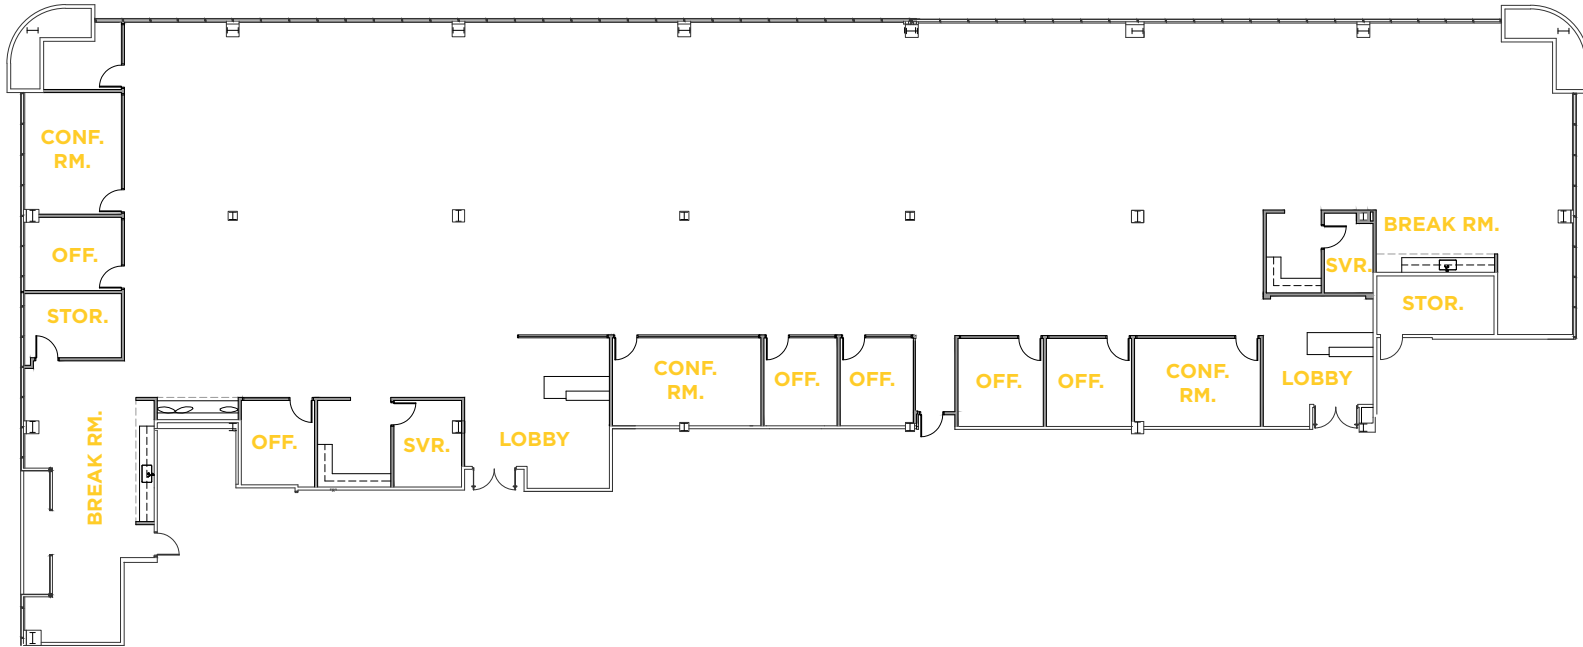 CONF.
RM.
OFF.
STOR.
BREAK RM.
OFF.
SVR.
LOBBY
CONF.
RM.
OFF.
OFF.
OFF.
OFF.
CONF.
RM.
LOBBY
SVR.
BREAK RM.
STOR.